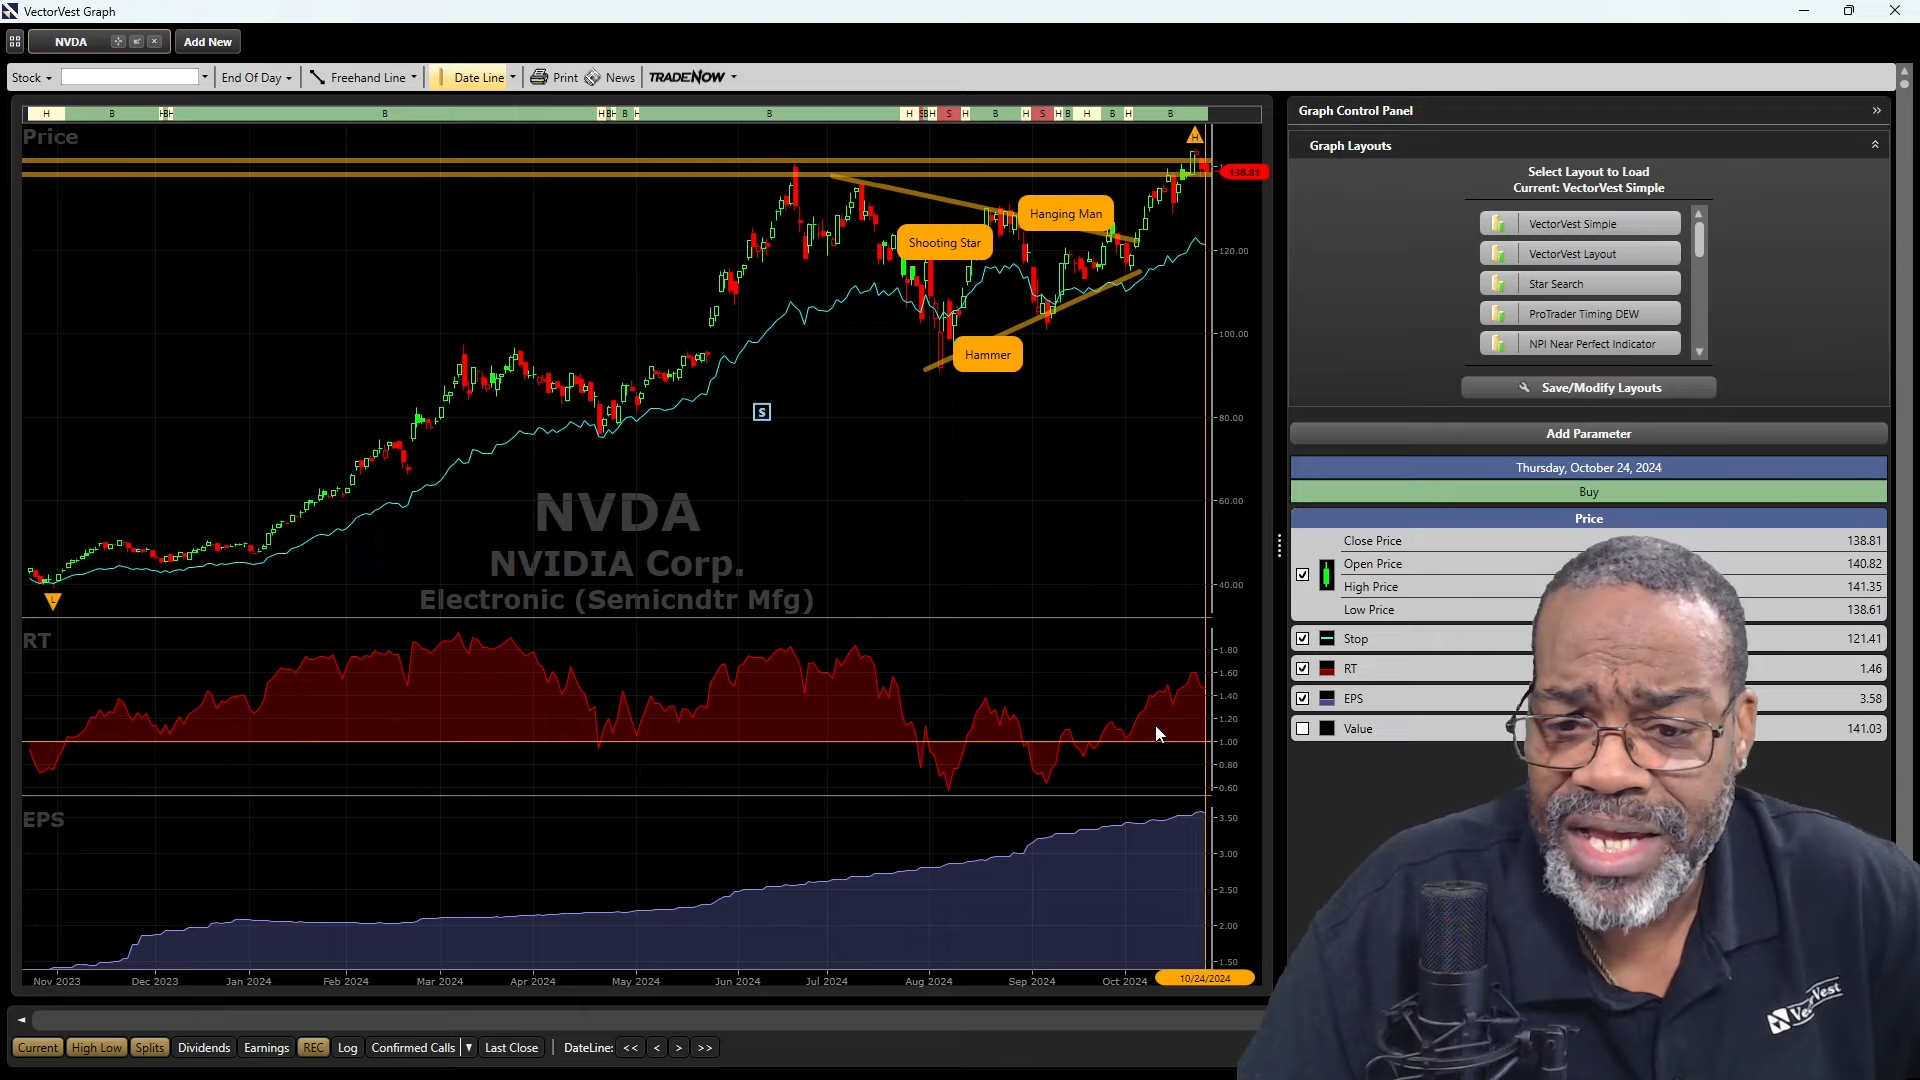 VectorVest Graph
NVDA Add New
Stock End Of Day Freehand Line Date Line Print News TRADENOW
H B B H B H B H S H B H S H B H B H B
Price
H
138.81
Hanging Man
Shooting Star
120.00
100.00
Hammer
S
80.00
NVDA
60.00
NVIDIA Corp.
40.00
Electronic (Semicndtr Mfg)
L
RT
1.80
1.60
1.40
1.20
1.00
0.80
0.60
EPS
3.50
3.00
2.50
2.00
1.50
Nov 2023 Dec 2023 Jan 2024 Feb 2024 Mar 2024 Apr 2024 May 2024 Jun 2024 Jul 2024 Aug 2024 Sep 2024 Oct 2024 10/24/2024
Current High Low Splits Dividends Earnings REC Log Confirmed Calls Last Close DateLine: << < > >>
Graph Control Panel
Graph Layouts
Select Layout to Load
Current: VectorVest Simple
VectorVest Simple
VectorVest Layout
Star Search
ProTrader Timing DEW
NPI Near Perfect Indicator
Save/Modify Layouts
Add Parameter
Thursday, October 24, 2024
Buy
Price
Close Price 138.81
Open Price 140.82
High Price 141.35
Low Price 138.61
Stop 121.41
RT 1.46
EPS 3.58
Value 141.03
VectorVest